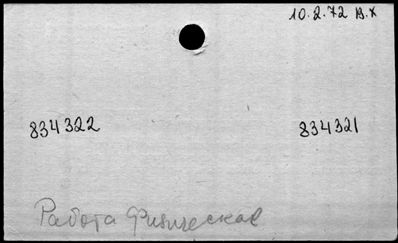 10.2.72 В.Х
834322 834321
Работа физическая